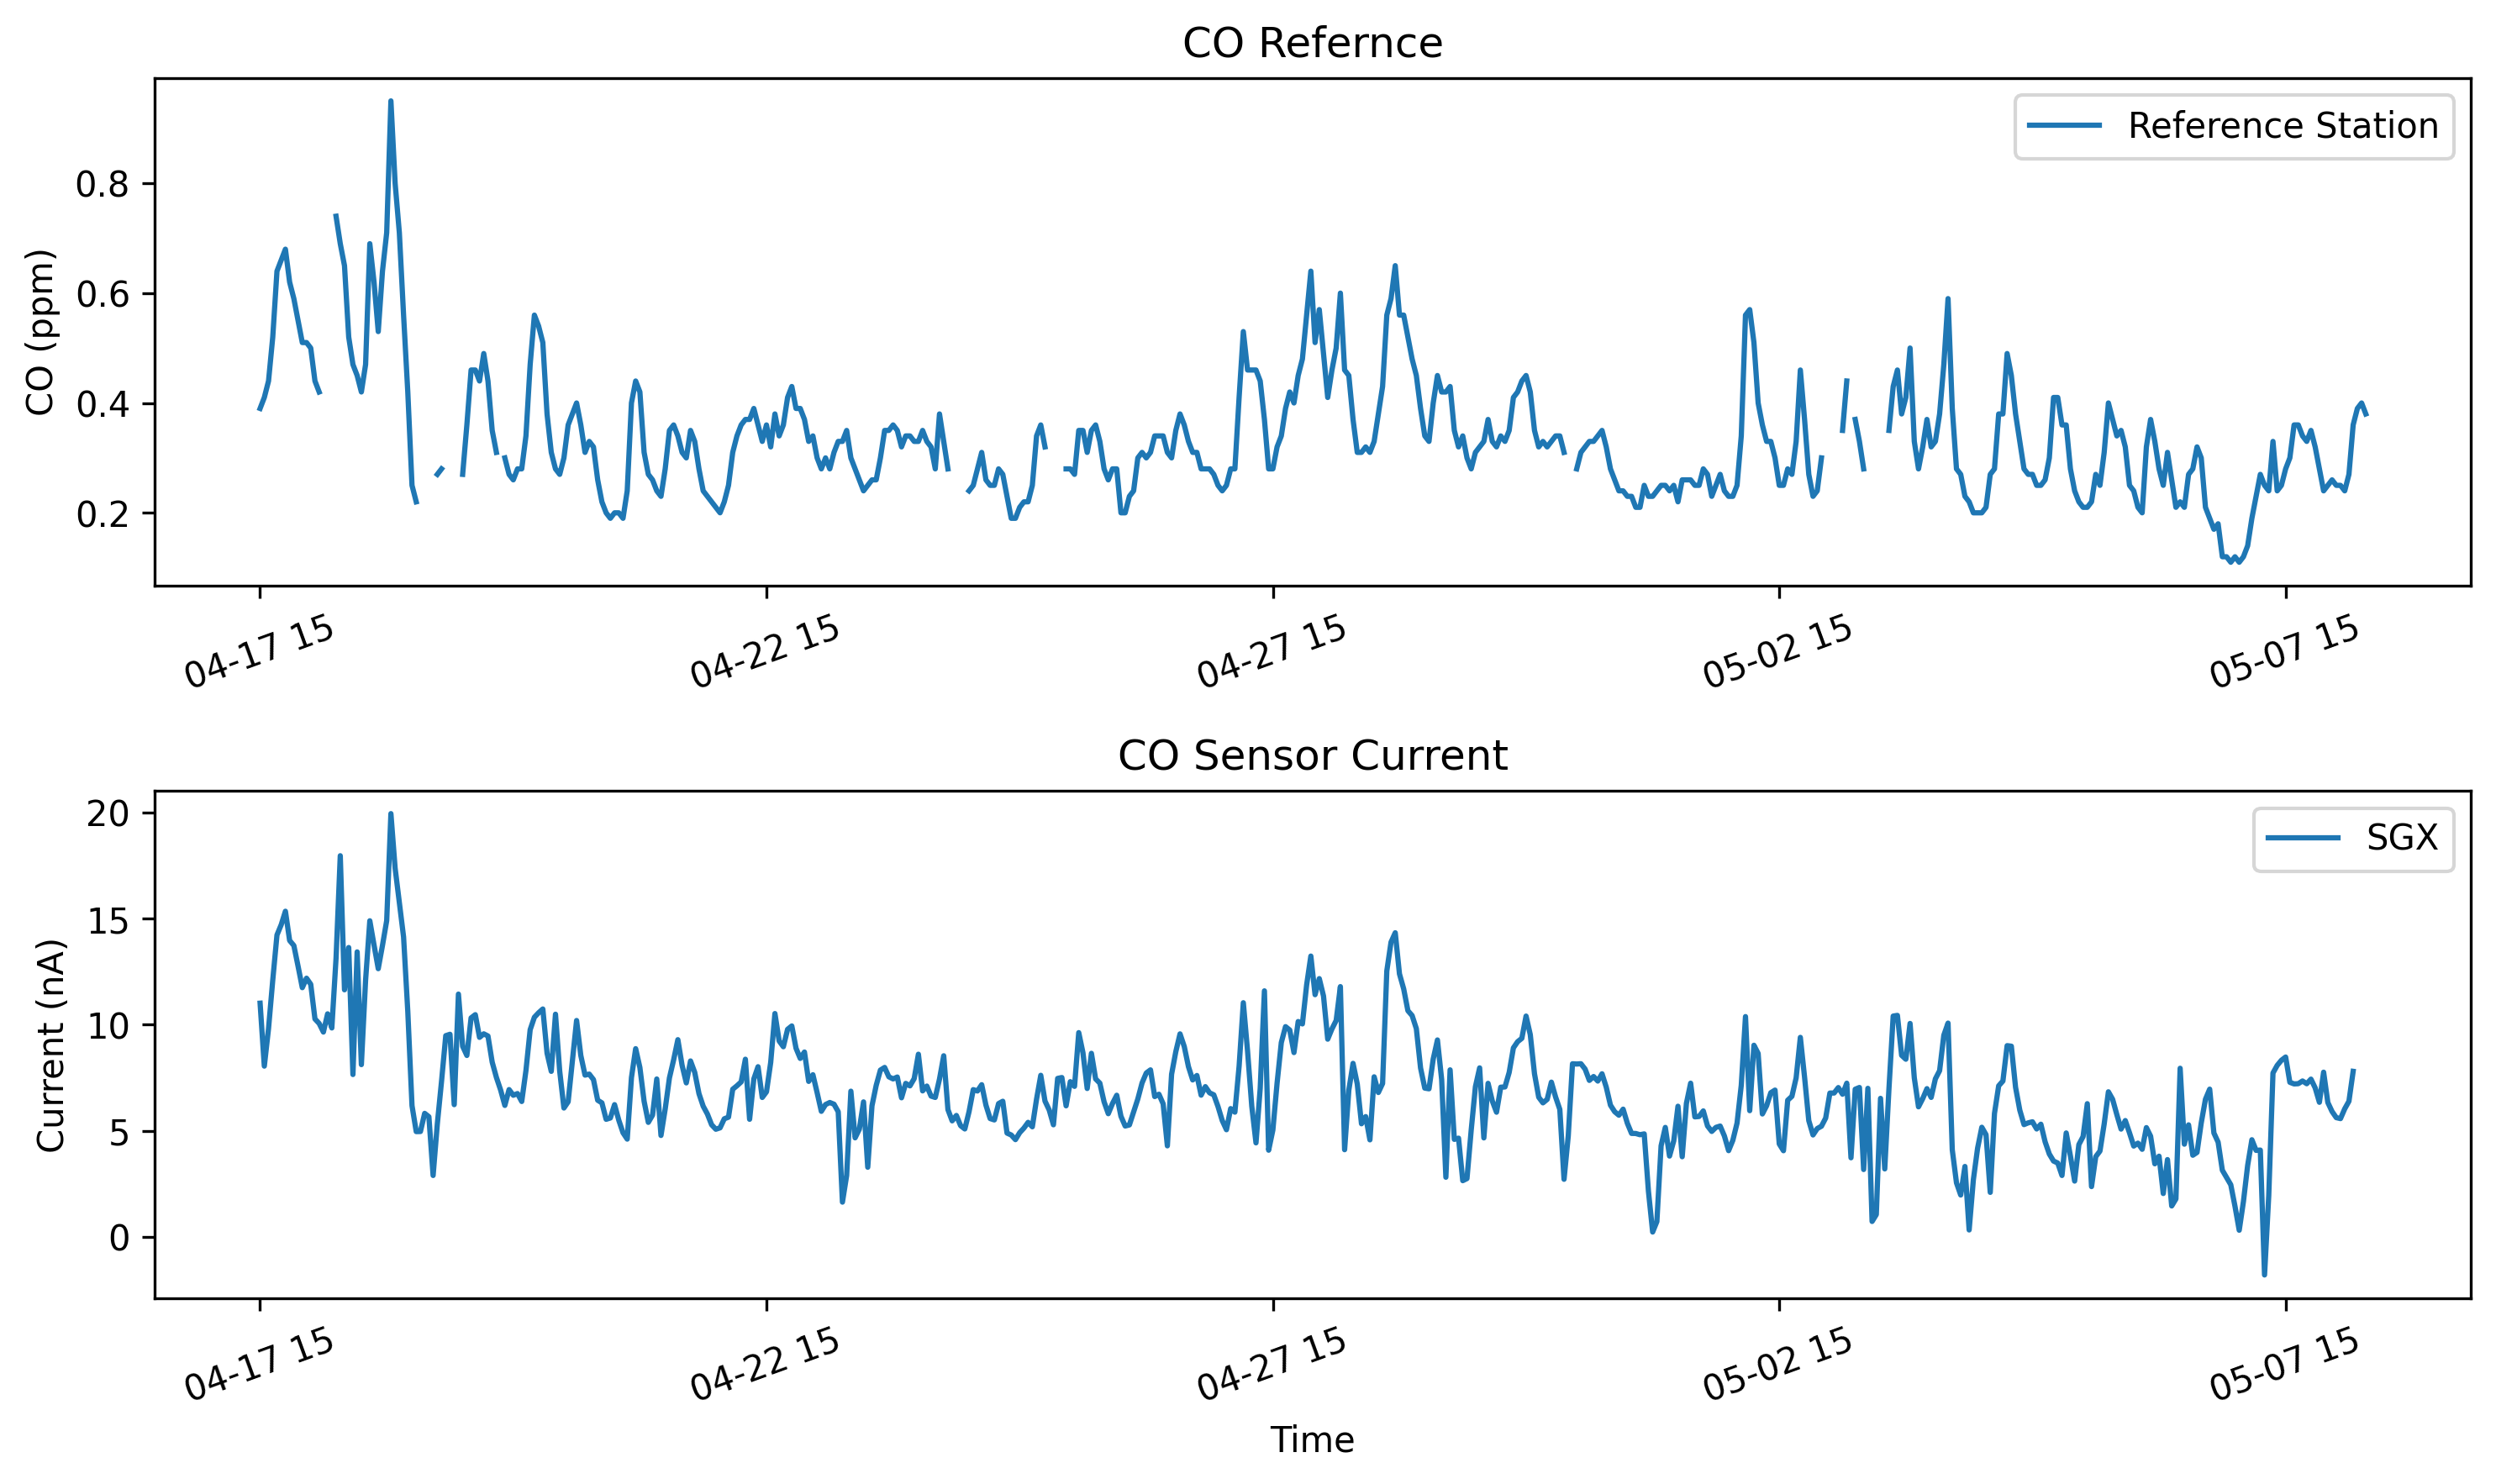 CO Refernce
Reference Station
CO (ppm)
0.8
0.6
0.4
0.2
04-17 15
04-22 15
04-27 15
05-02 15
05-07 15
CO Sensor Current
SGX
Current (nA)
20
15
10
5
0
04-17 15
04-22 15
04-27 15
05-02 15
05-07 15
Time